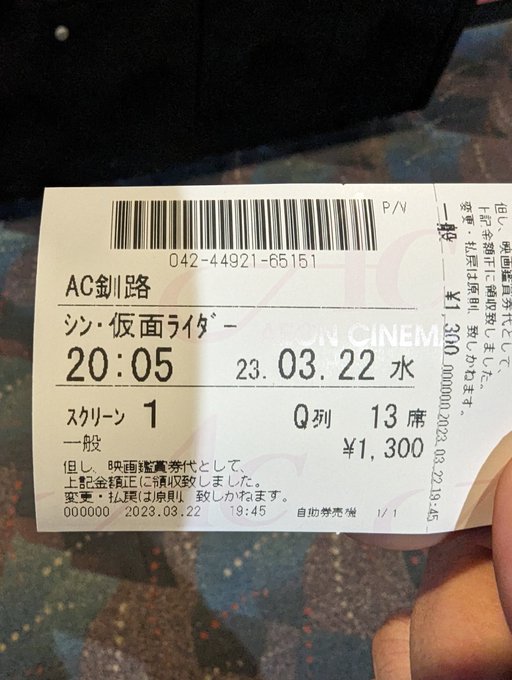 P/V
042-44921-65151
AC釧路
シン・仮面ライダー
AEON CINEMA
20:05 23.03.22 水
スクリーン 1 Q列 13席
一般 ¥1,300
但し、映画鑑賞券代として、
上記金額正に領収致しました。
変更・払戻は原則 致しかねます。
000000 2023.03.22 19:45 自動券売機 1/1
但し、映画鑑賞券代として、
上記金額正に領収致しました。
変更・払戻は原則 致しかねます。
一般
1,300
000000 2023.03.22 19:45